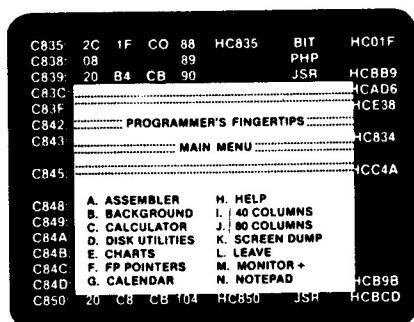 C835: 2C 1F CO 88 HC835 BIT HC01F
C838: 08 89 PHP
C839: 20 B4 CB 90 JSR HCBB9
C83C: HCAD6
C83F: HCE38
C842: PROGRAMMER'S FINGERTIPS
C843: HC834
MAIN MENU
C845: HCC4A
A. ASSEMBLER H. HELP
C848: B. BACKGROUND I. 40 COLUMNS
C849: C. CALCULATOR J. 80 COLUMNS
C84A: D. DISK UTILITIES K. SCREEN DUMP
C84B: E. CHARTS L. LEAVE
C84C: F. FP POINTERS M. MONITOR +
C84D: G. CALENDAR N. NOTEPAD HCB9B
C850: 20 C8 CB 104 HC850 JSR HCBCD